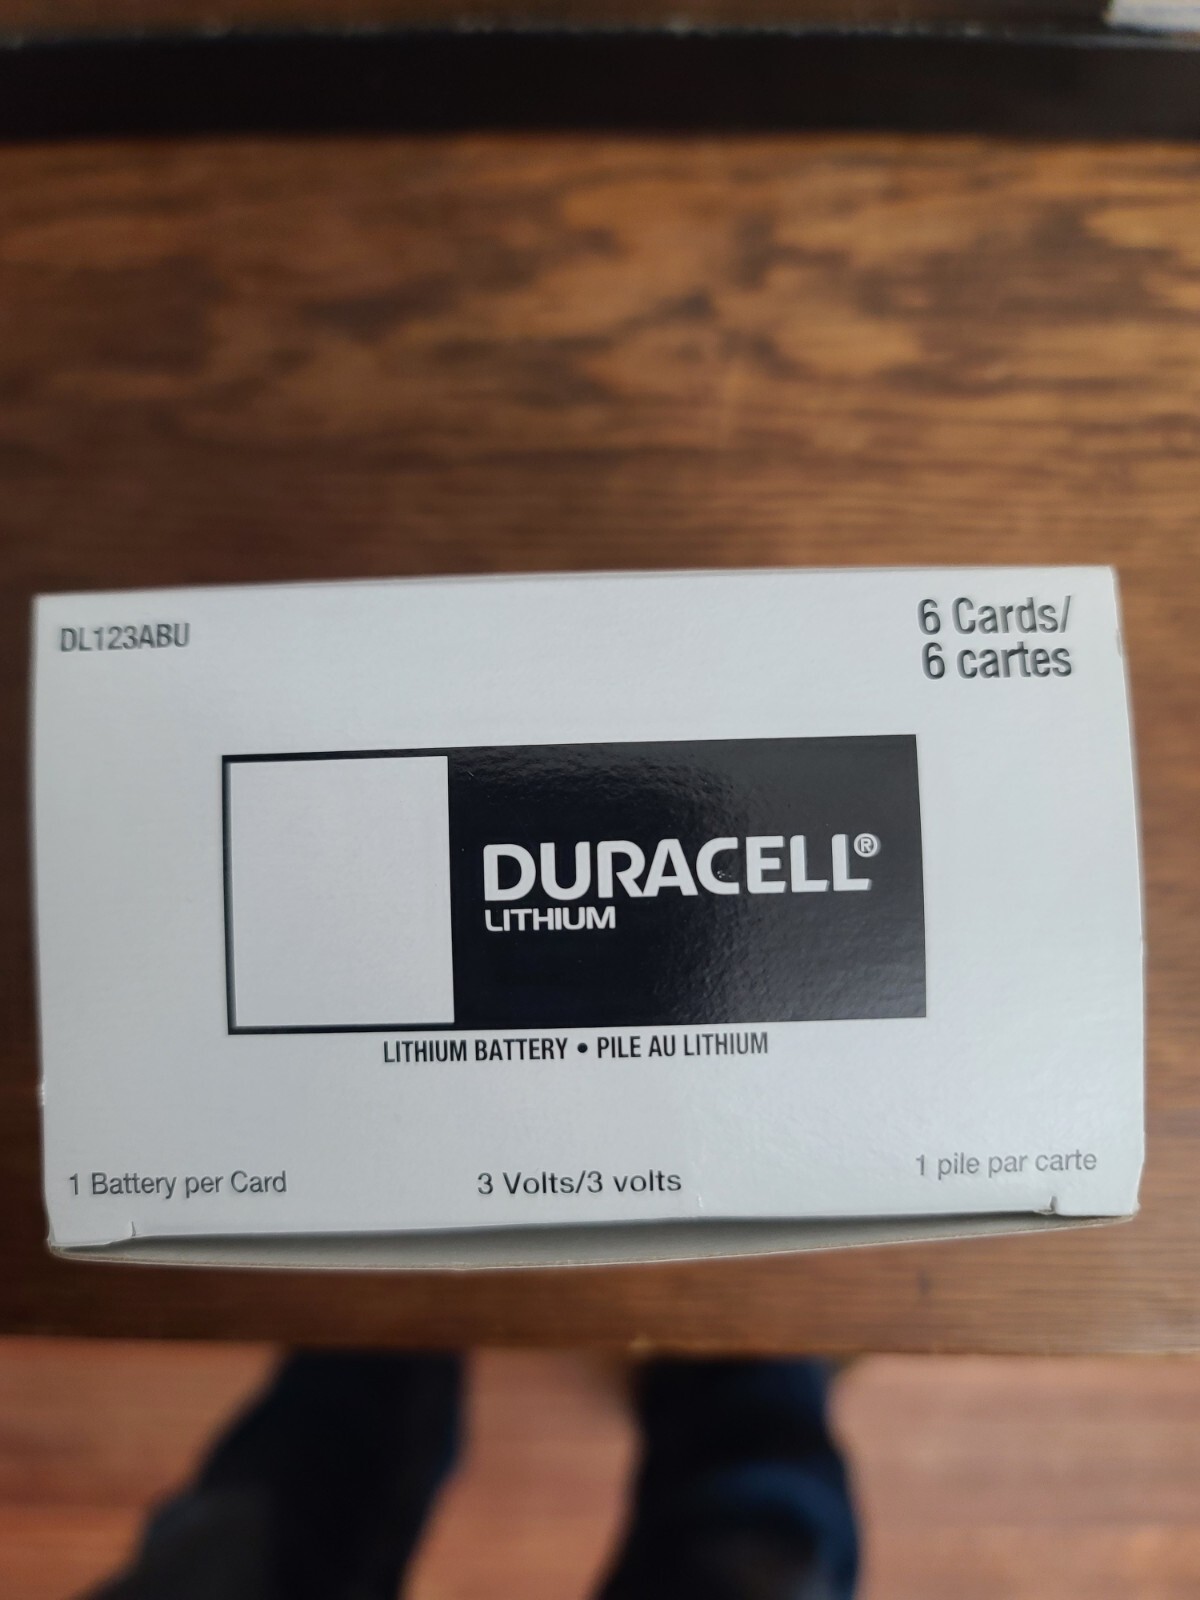 DL123ABU
6 Cards/
6 cartes
DURACELL®
LITHIUM
LITHIUM BATTERY • PILE AU LITHIUM
1 Battery per Card
3 Volts/3 volts
1 pile par carte